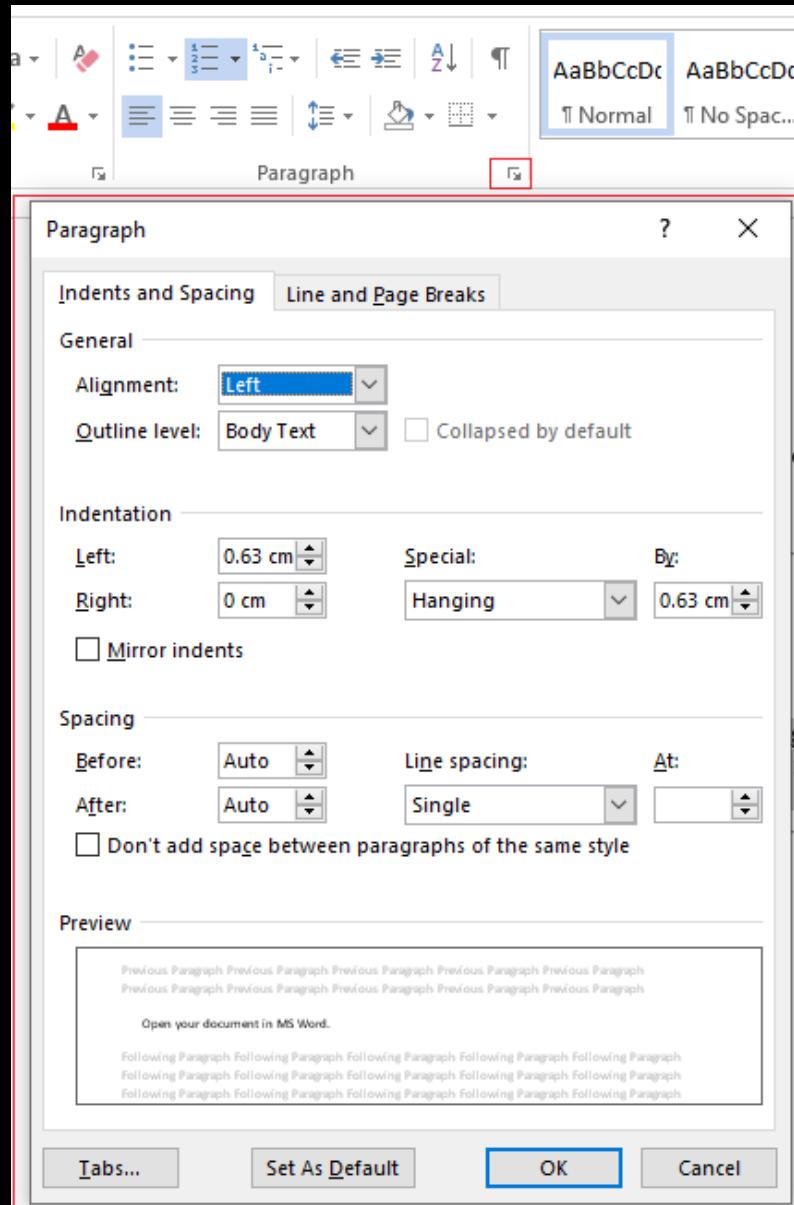 a
A
A Z
¶
AaBbCcDc AaBbCcD
¶ Normal ¶ No Spac...
Paragraph
Paragraph ? ×
Indents and Spacing Line and Page Breaks
General
Alignment: Left
Outline level: Body Text Collapsed by default
Indentation
Left: 0.63 cm Special: By:
Right: 0 cm Hanging 0.63 cm
Mirror indents
Spacing
Before: Auto Line spacing: At:
After: Auto Single
Don't add space between paragraphs of the same style
Preview
Previous Paragraph Previous Paragraph Previous Paragraph Previous Paragraph Previous Paragraph
Previous Paragraph Previous Paragraph Previous Paragraph Previous Paragraph Previous Paragraph
Open your document in MS Word.
Following Paragraph Following Paragraph Following Paragraph Following Paragraph Following Paragraph
Following Paragraph Following Paragraph Following Paragraph Following Paragraph Following Paragraph
Following Paragraph Following Paragraph Following Paragraph Following Paragraph Following Paragraph
Tabs... Set As Default OK Cancel